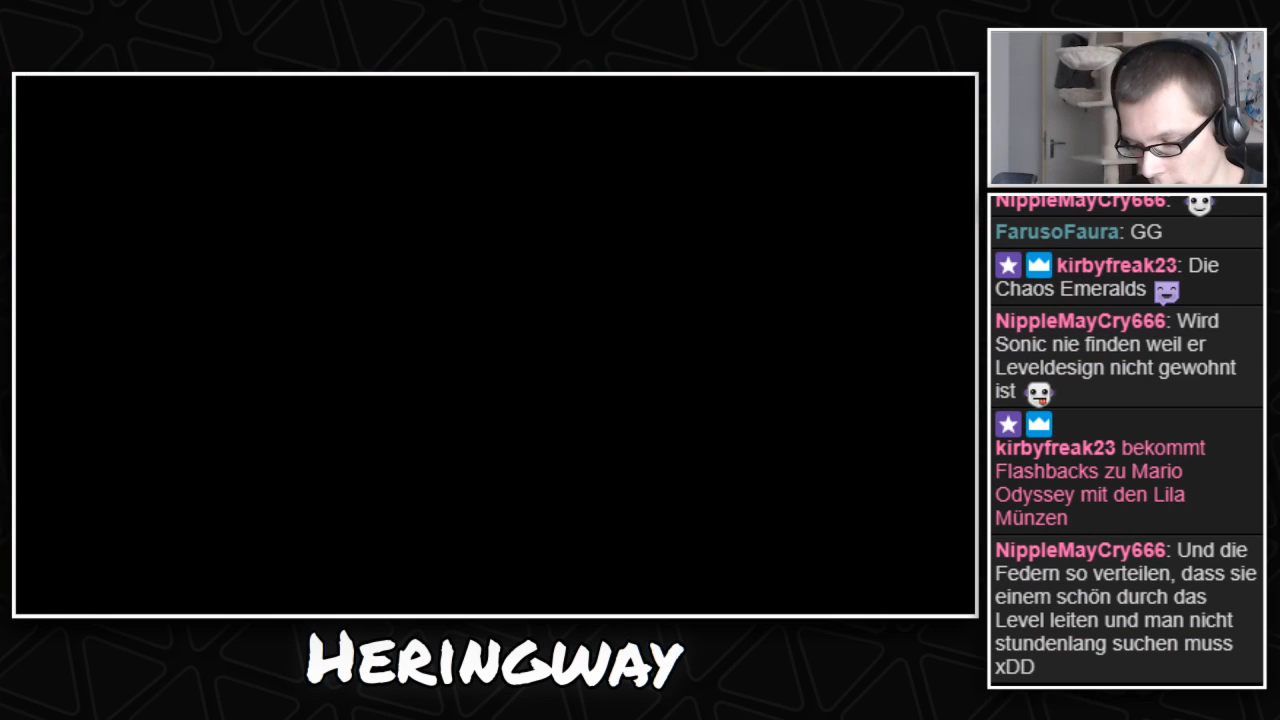 NippleMayCry666:
FarusoFaura: GG
kirbyfreak23: Die
Chaos Emeralds
NippleMayCry666: Wird
Sonic nie finden weil er
Leveldesign nicht gewohnt
ist
kirbyfreak23 bekommt
Flashbacks zu Mario
Odyssey mit den Lila
Münzen
NippleMayCry666: Und die
Federn so verteilen, dass sie
einem schön durch das
Level leiten und man nicht
stundenlang suchen muss
xDD
HERINGWAY